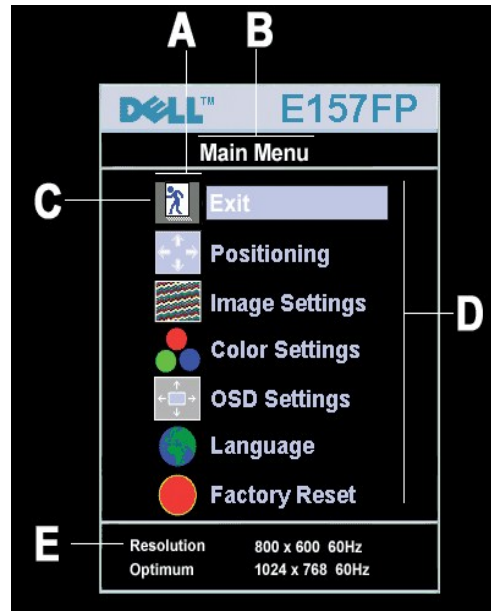 A B
DELL™ E157FP
Main Menu
C
Exit
Positioning
Image Settings
D
Color Settings
OSD Settings
Language
Factory Reset
E
Resolution 800 x 600 60Hz
Optimum 1024 x 768 60Hz